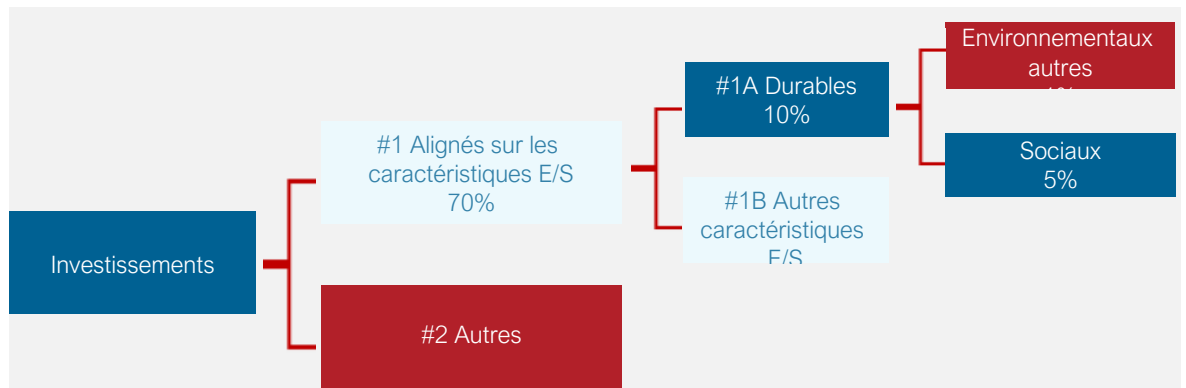 Investissements
#1 Alignés sur les
caractéristiques E/S
70%
#2 Autres
#1A Durables
10%
#1B Autres
caractéristiques
E/S
Environnementaux
autres
Sociaux
5%